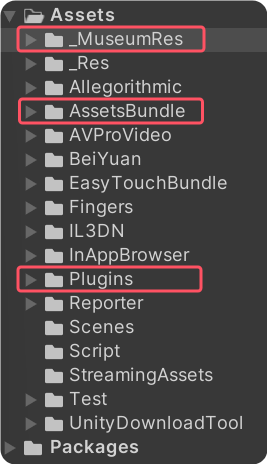 Assets
_MuseumRes
_Res
Allegorithmic
AssetsBundle
AVProVideo
BeiYuan
EasyTouchBundle
Fingers
IL3DN
InAppBrowser
Plugins
Reporter
Scenes
Script
StreamingAssets
Test
UnityDownloadTool
Packages